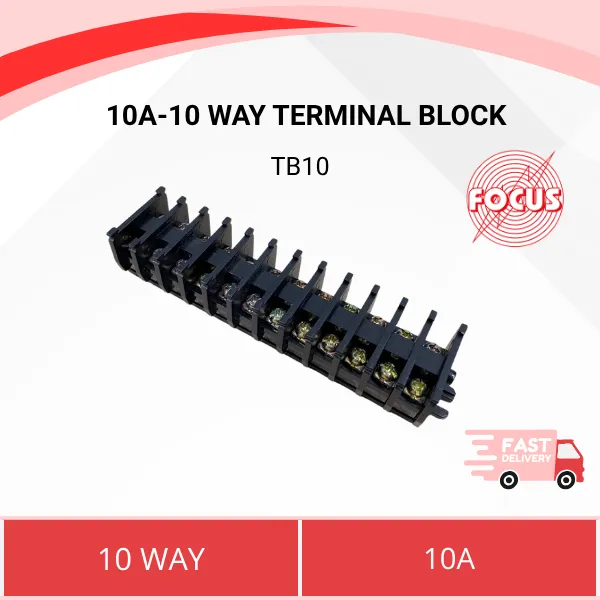 10A-10 WAY TERMINAL BLOCK
TB10
FOCUS
FAST
DELIVERY
10 WAY
10A